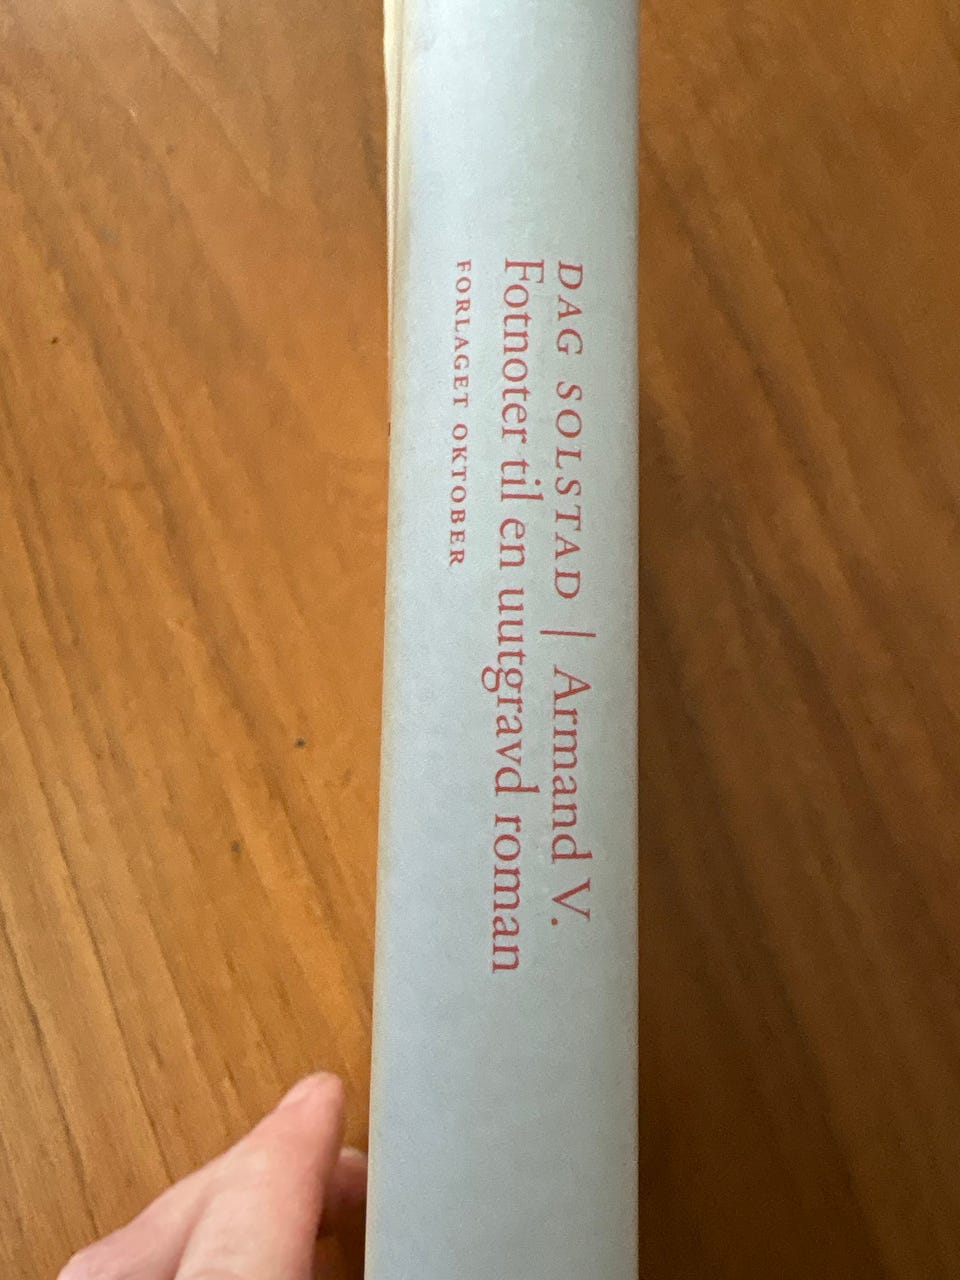 DAG SOLSTAD | Armand V.
Fotnoter til en uutgravd roman
FORLAGET OKTOBER